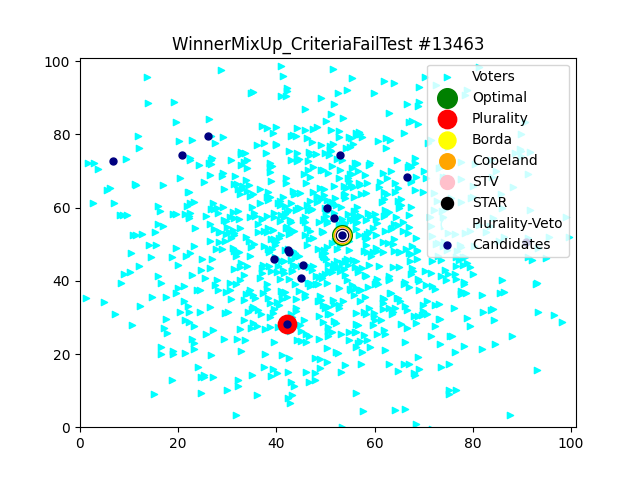 WinnerMixUp_CriteriaFailTest #13463
Voters
Optimal
Plurality
Borda
Copeland
STV
STAR
Plurality-Veto
Candidates
100
80
60
40
20
0
0 20 40 60 80 100